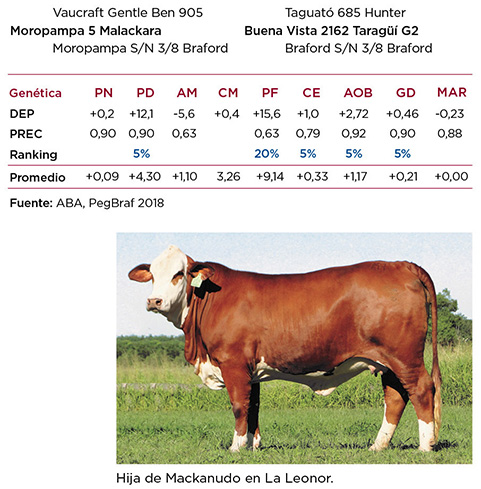 Vaucraft Gentle Ben 905 Taguató 685 Hunter
Moropampa 5 Malackara Buena Vista 2162 Taragüí G2
Moropampa S/N 3/8 Braford Braford S/N 3/8 Braford
Genética PN PD AM CM PF CE AOB GD MAR
DEP +0,2 +12,1 -5,6 +0,4 +15,6 +1,0 +2,72 +0,46 -0,23
PREC 0,90 0,90 0,63 0,63 0,79 0,92 0,90 0,88
Ranking 5% 20% 5% 5% 5%
Promedio +0,09 +4,30 +1,10 3,26 +9,14 +0,33 +1,17 +0,21 +0,00
Fuente: ABA, PegBraf 2018
Hija de Mackanudo en La Leonor.